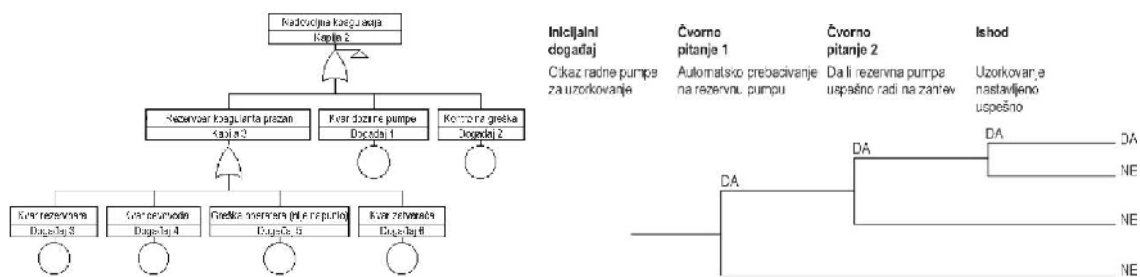 Nedovoljna koagulacija
Kapija 2
Rezervoar koagulanta prazan
Kapija 3
Kvar dozirne pumpe
Događaj 1
Kontrolna greška
Događaj 2
Kvar rezervoara
Događaj 3
Kvar cevovoda
Događaj 4
Greška operatera (nije napunio)
Događaj 5
Kvar zatvarača
Događaj 6
Inicijalni
događaj
Otkaz radne pumpe
za uzorkovanje
Čvorno
pitanje 1
Automatsko prebacivanje
na rezervnu pumpu
Čvorno
pitanje 2
Da li rezervna pumpa
uspešno radi na zahtev
Ishod
Uzorkovanje
nastavljeno
uspešno
DA
DA
DA
DA
NE
NE
NE